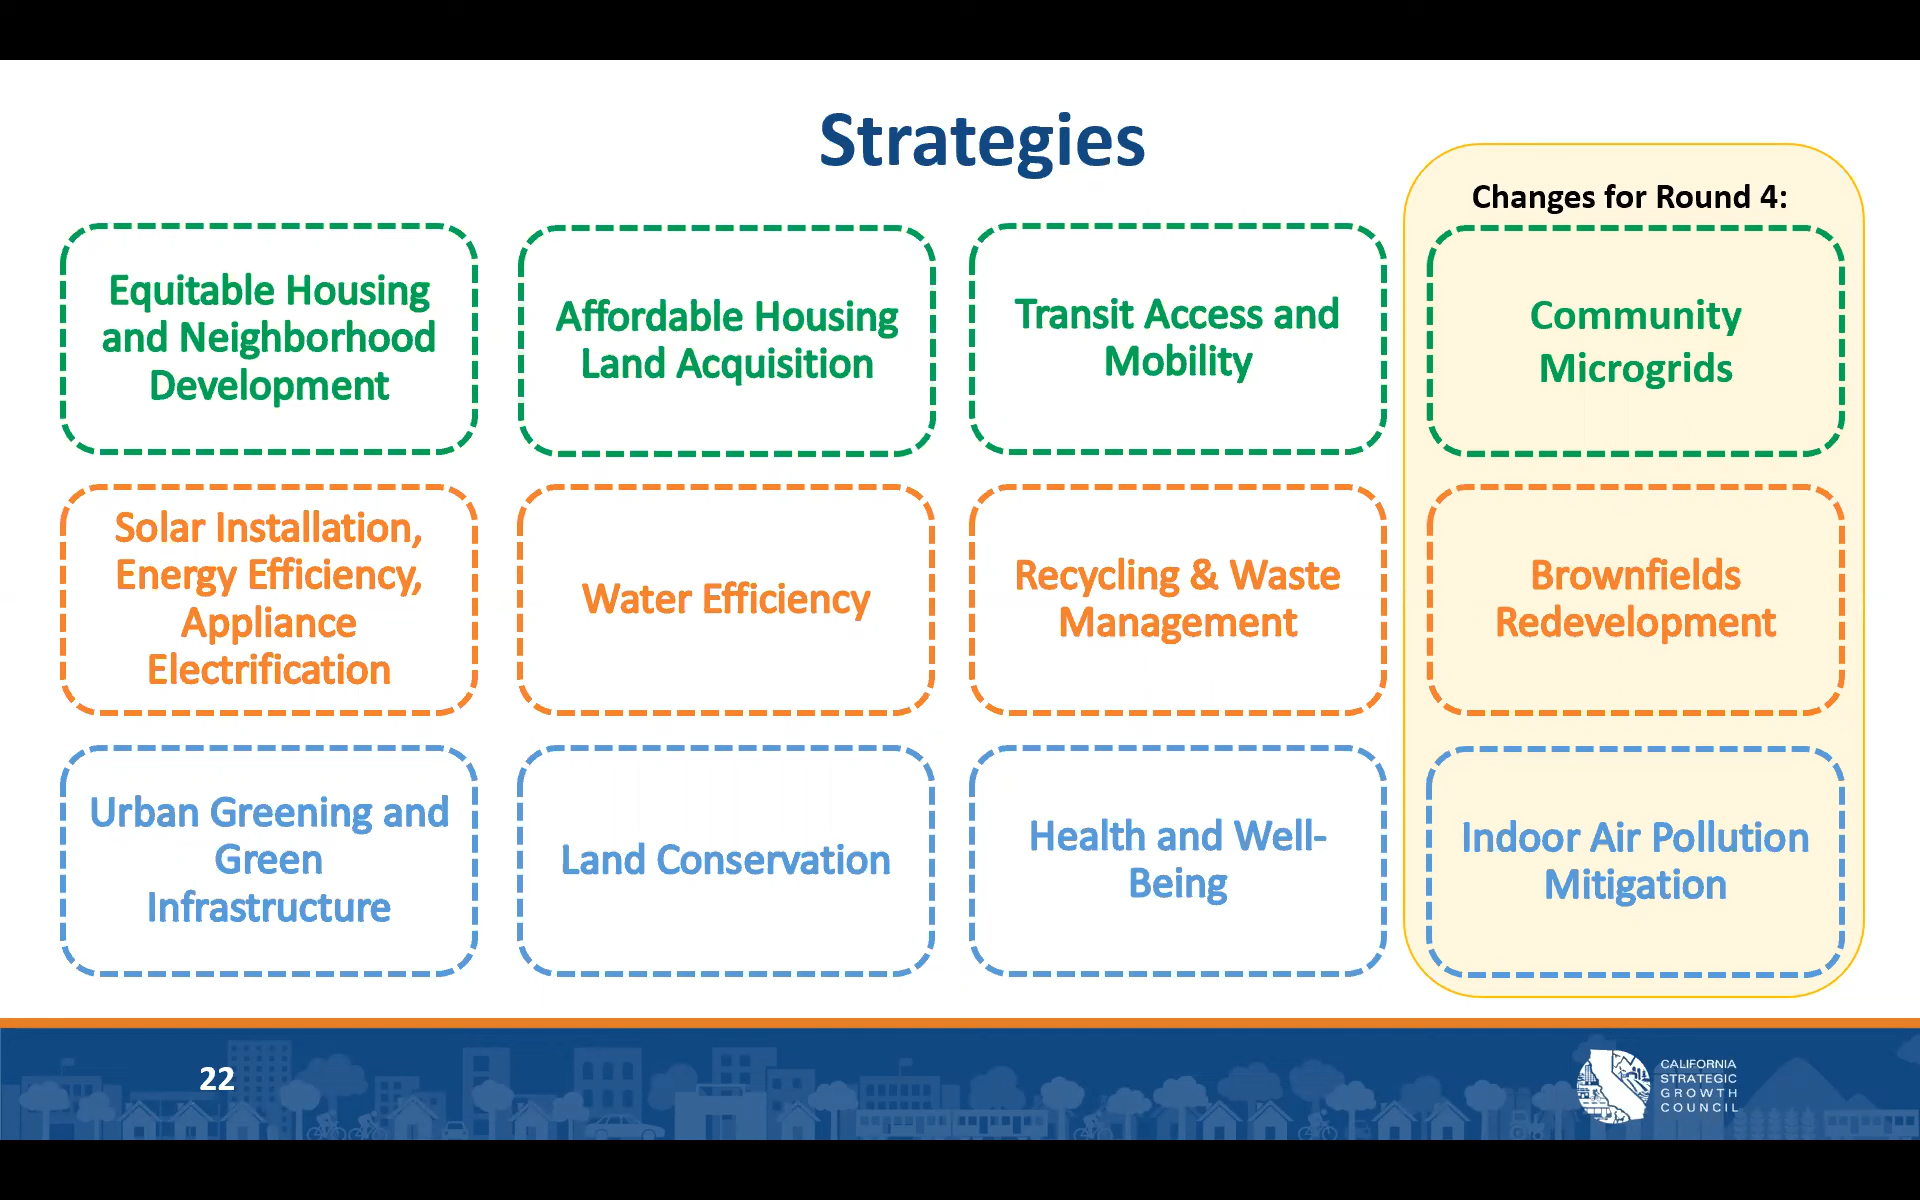 Strategies
Changes for Round 4:
Equitable Housing
and Neighborhood
Development
Affordable Housing
Land Acquisition
Transit Access and
Mobility
Community
Microgrids
Solar Installation,
Energy Efficiency,
Appliance
Electrification
Water Efficiency
Recycling & Waste
Management
Brownfields
Redevelopment
Urban Greening and
Green
Infrastructure
Land Conservation
Health and Well-
Being
Indoor Air Pollution
Mitigation
22
CALIFORNIA
STRATEGIC
GROWTH
COUNCIL